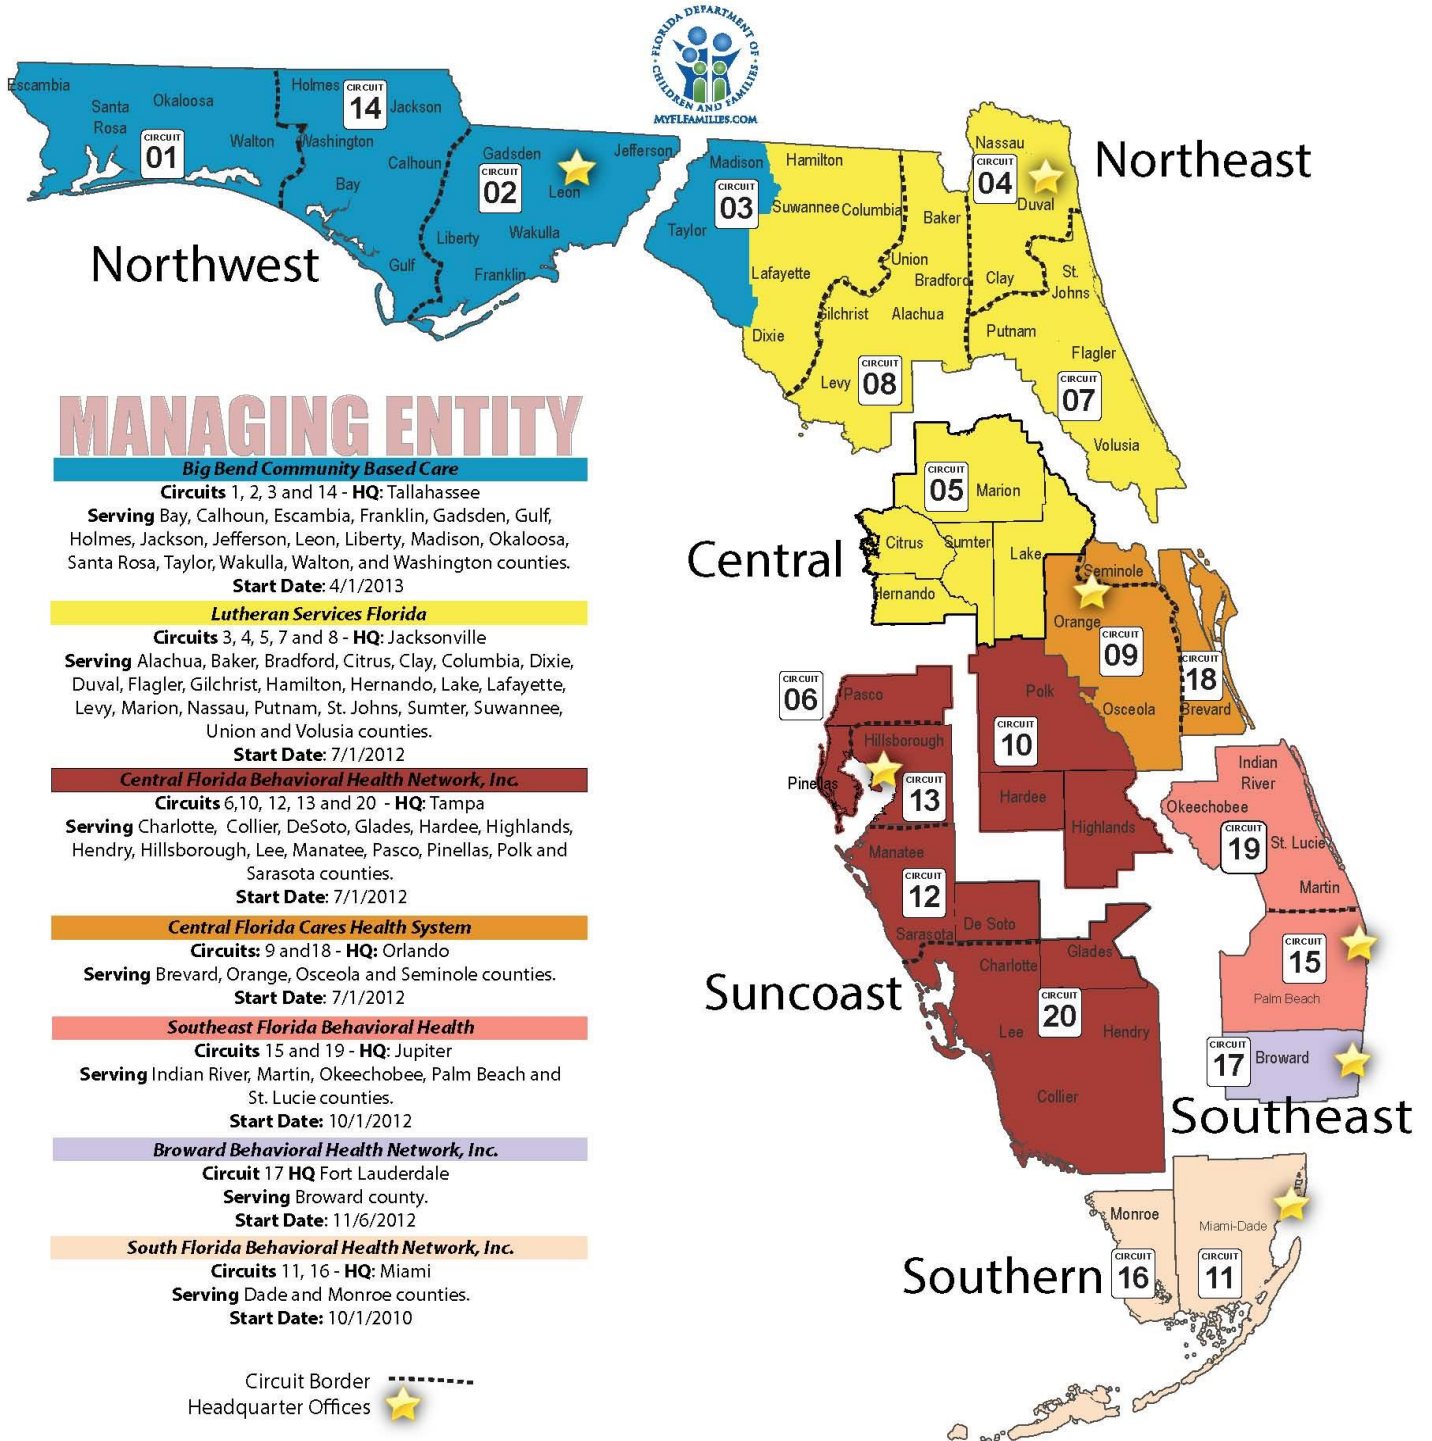 FLORIDA DEPARTMENT OF CHILDREN AND FAMILIES
MYFLFAMILIES.COM
Escambia
Santa
Rosa
Okaloosa
Walton
CIRCUIT
01
Holmes
CIRCUIT
14
Jackson
Washington
Calhoun
Bay
Gulf
Gadsden
CIRCUIT
02
Leon
Jefferson
Liberty
Wakulla
Franklin
Northwest
Madison
CIRCUIT
03
Taylor
Hamilton
Suwannee
Columbia
Lafayette
Dixie
Baker
Union
Bradford
Gilchrist
Alachua
Levy
CIRCUIT
08
Nassau
CIRCUIT
04
Duval
Clay
St.
Johns
Putnam
Flagler
CIRCUIT
07
Volusia
Northeast
CIRCUIT
05
Marion
Citrus
Sumter
Lake
Hernando
Central
Seminole
Orange
CIRCUIT
09
Osceola
CIRCUIT
18
Brevard
CIRCUIT
06
Pasco
Pinellas
Hillsborough
CIRCUIT
13
Polk
CIRCUIT
10
Hardee
Highlands
Manatee
CIRCUIT
12
Sarasota
De Soto
Charlotte
Glades
Lee
CIRCUIT
20
Hendry
Collier
Suncoast
Indian
River
Okeechobee
CIRCUIT
19
St. Lucie
Martin
CIRCUIT
15
Palm Beach
CIRCUIT
17
Broward
Southeast
Monroe
CIRCUIT
16
Miami-Dade
CIRCUIT
11
Southern
MANAGING ENTITY
Big Bend Community Based Care
Circuits 1, 2, 3 and 14 - HQ: Tallahassee
Serving Bay, Calhoun, Escambia, Franklin, Gadsden, Gulf,
Holmes, Jackson, Jefferson, Leon, Liberty, Madison, Okaloosa,
Santa Rosa, Taylor, Wakulla, Walton, and Washington counties.
Start Date: 4/1/2013
Lutheran Services Florida
Circuits 3, 4, 5, 7 and 8 - HQ: Jacksonville
Serving Alachua, Baker, Bradford, Citrus, Clay, Columbia, Dixie,
Duval, Flagler, Gilchrist, Hamilton, Hernando, Lake, Lafayette,
Levy, Marion, Nassau, Putnam, St. Johns, Sumter, Suwannee,
Union and Volusia counties.
Start Date: 7/1/2012
Central Florida Behavioral Health Network, Inc.
Circuits 6,10, 12, 13 and 20 - HQ: Tampa
Serving Charlotte, Collier, DeSoto, Glades, Hardee, Highlands,
Hendry, Hillsborough, Lee, Manatee, Pasco, Pinellas, Polk and
Sarasota counties.
Start Date: 7/1/2012
Central Florida Cares Health System
Circuits: 9 and18 - HQ: Orlando
Serving Brevard, Orange, Osceola and Seminole counties.
Start Date: 7/1/2012
Southeast Florida Behavioral Health
Circuits 15 and 19 - HQ: Jupiter
Serving Indian River, Martin, Okeechobee, Palm Beach and
St. Lucie counties.
Start Date: 10/1/2012
Broward Behavioral Health Network, Inc.
Circuit 17 HQ Fort Lauderdale
Serving Broward county.
Start Date: 11/6/2012
South Florida Behavioral Health Network, Inc.
Circuits 11, 16 - HQ: Miami
Serving Dade and Monroe counties.
Start Date: 10/1/2010
Circuit Border
Headquarter Offices